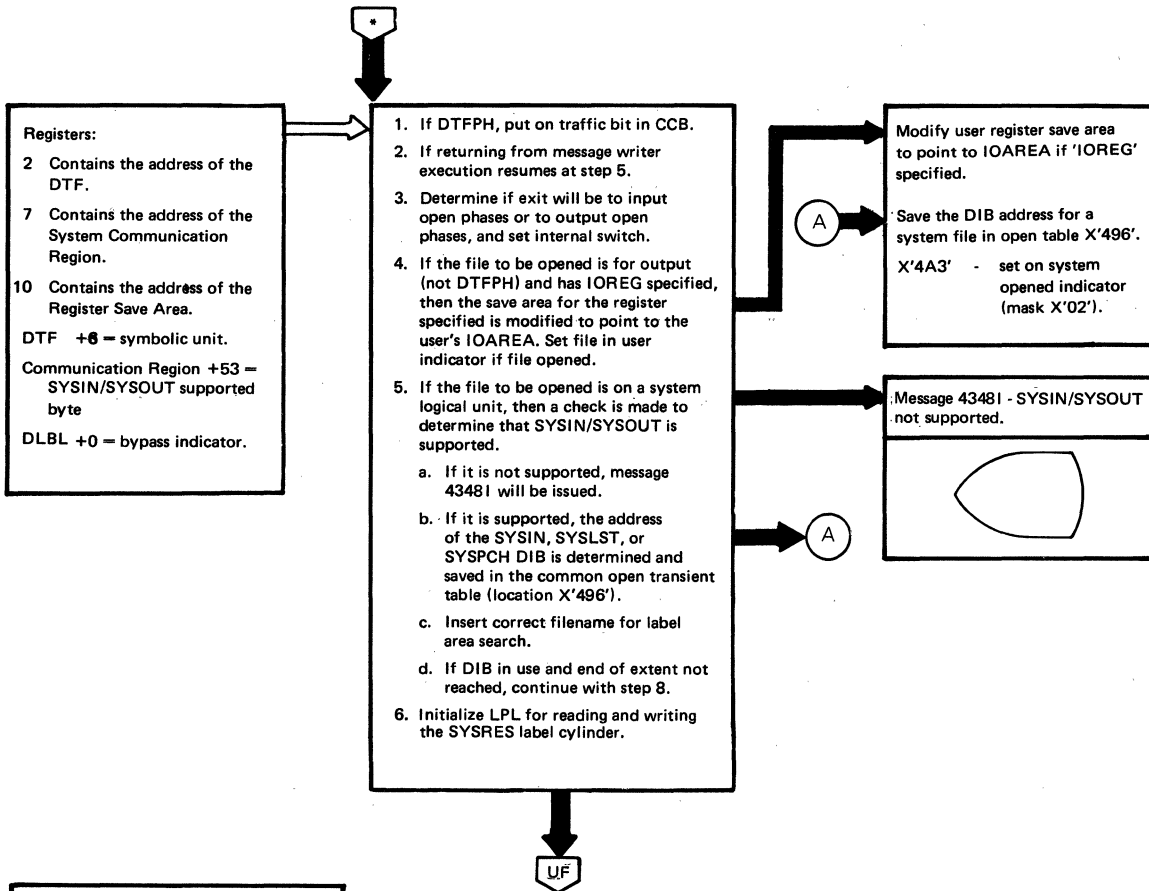 *
Registers:
2 Contains the address of the
DTF.
7 Contains the address of the
System Communication
Region.
10 Contains the address of the
Register Save Area.
DTF +6 = symbolic unit.
Communication Region +53 =
SYSIN/SYSOUT supported
byte
DLBL +0 = bypass indicator.
1. If DTFPH, put on traffic bit in CCB.
2. If returning from message writer
execution resumes at step 5.
3. Determine if exit will be to input
open phases or to output open
phases, and set internal switch.
4. If the file to be opened is for output
(not DTFPH) and has IOREG specified,
then the save area for the register
specified is modified to point to the
user's IOAREA. Set file in user
indicator if file opened.
5. If the file to be opened is on a system
logical unit, then a check is made to
determine that SYSIN/SYSOUT is
supported.
a. If it is not supported, message
4348I will be issued.
b. If it is supported, the address
of the SYSIN, SYSLST, or
SYSPCH DIB is determined and
saved in the common open transient
table (location X'496').
c. Insert correct filename for label
area search.
d. If DIB in use and end of extent not
reached, continue with step 8.
6. Initialize LPL for reading and writing
the SYSRES label cylinder.
Modify user register save area
to point to IOAREA if 'IOREG'
specified.
A
Save the DIB address for a
system file in open table X'496'.
X'4A3' - set on system
opened indicator
(mask X'02').
Message 4348I - SYSIN/SYSOUT
not supported.
A
UF